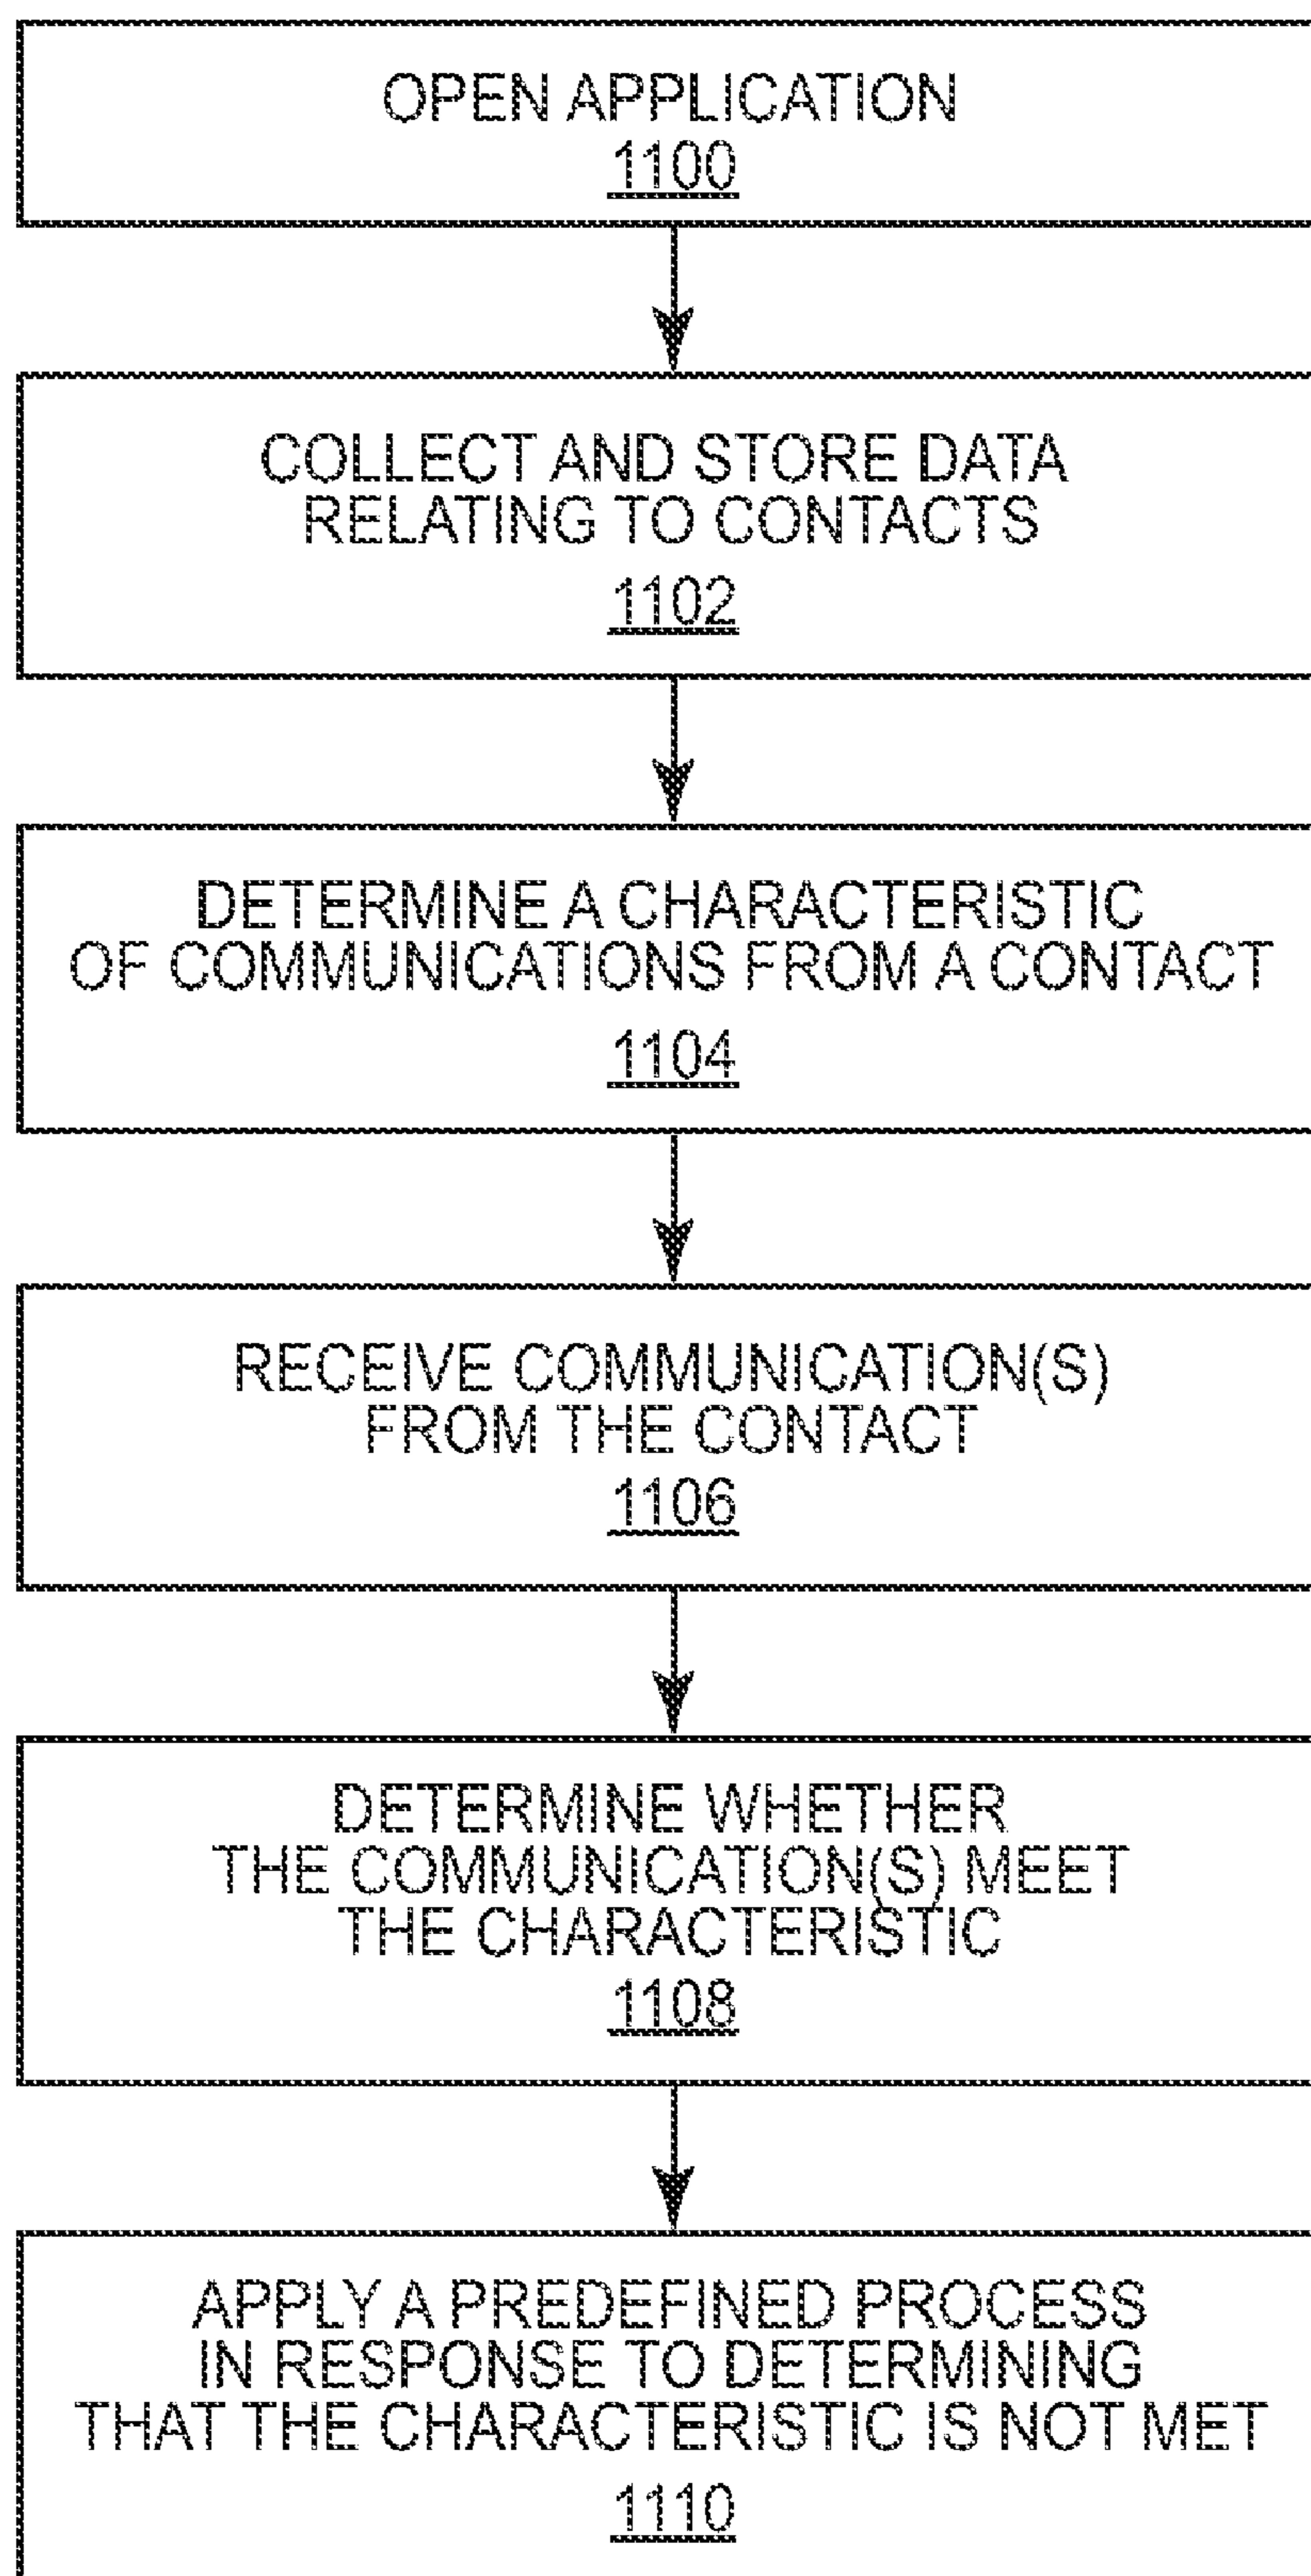 OPEN APPLICATION
1100
COLLECT AND STORE DATA
RELATING TO CONTACTS
1102
DETERMINE A CHARACTERISTIC
OF COMMUNICATIONS FROM A CONTACT
1104
RECEIVE COMMUNICATION(S)
FROM THE CONTACT
1106
DETERMINE WHETHER
THE COMMUNICATION(S) MEET
THE CHARACTERISTIC
1108
APPLY A PREDEFINED PROCESS
IN RESPONSE TO DETERMINING
THAT THE CHARACTERISTIC IS NOT MET
1110